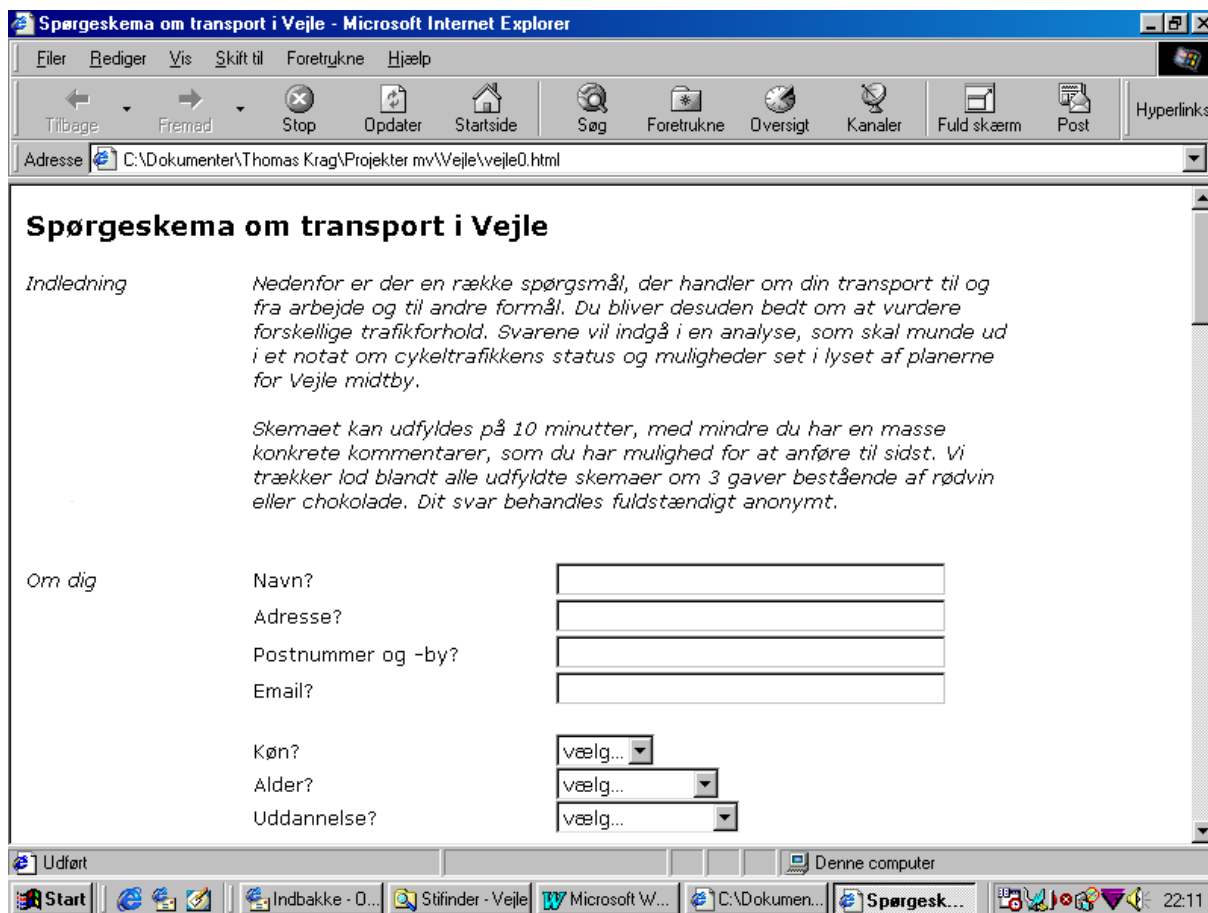 Spørgeskema om transport i Vejle - Microsoft Internet Explorer
Filer Rediger Vis Skift til Foretrukne Hjælp
Tilbage Fremad Stop Opdater Startside Søg Foretrukne Oversigt Kanaler Fuld skærm Post Hyperlinks
Adresse C:\Dokumenter\Thomas Krag\Projekter mv\Vejle\vejle0.html
Spørgeskema om transport i Vejle
Indledning
Nedenfor er der en række spørgsmål, der handler om din transport til og
fra arbejde og til andre formål. Du bliver desuden bedt om at vurdere
forskellige trafikforhold. Svarene vil indgå i en analyse, som skal munde ud
i et notat om cykeltrafikkens status og muligheder set i lyset af planerne
for Vejle midtby.
Skemaet kan udfyldes på 10 minutter, med mindre du har en masse
konkrete kommentarer, som du har mulighed for at anføre til sidst. Vi
trækker lod blandt alle udfyldte skemaer om 3 gaver bestående af rødvin
eller chokolade. Dit svar behandles fuldstændigt anonymt.
Om dig
Navn?
Adresse?
Postnummer og -by?
Email?
Køn? vælg...
Alder? vælg...
Uddannelse? vælg...
Udført Denne computer
Start Indbakke - O... Stifinder - Vejle Microsoft W... C:\Dokumen... Spørgesk... 22:11